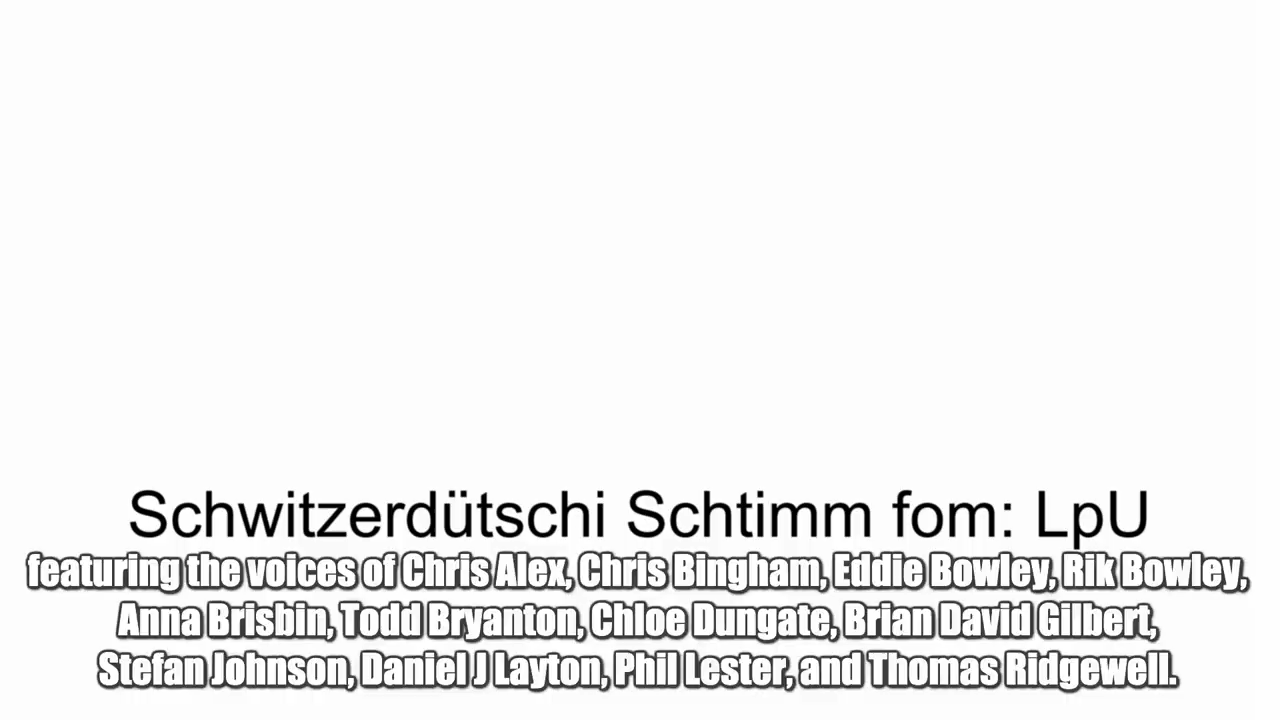 Schwitzerdütschi Schtimm fom: LpU
featuring the voices of Chris Alex, Chris Bingham, Eddie Bowley, Rik Bowley,
Anna Brisbin, Todd Bryanton, Chloe Dungate, Brian David Gilbert,
Stefan Johnson, Daniel J Layton, Phil Lester, and Thomas Ridgewell.